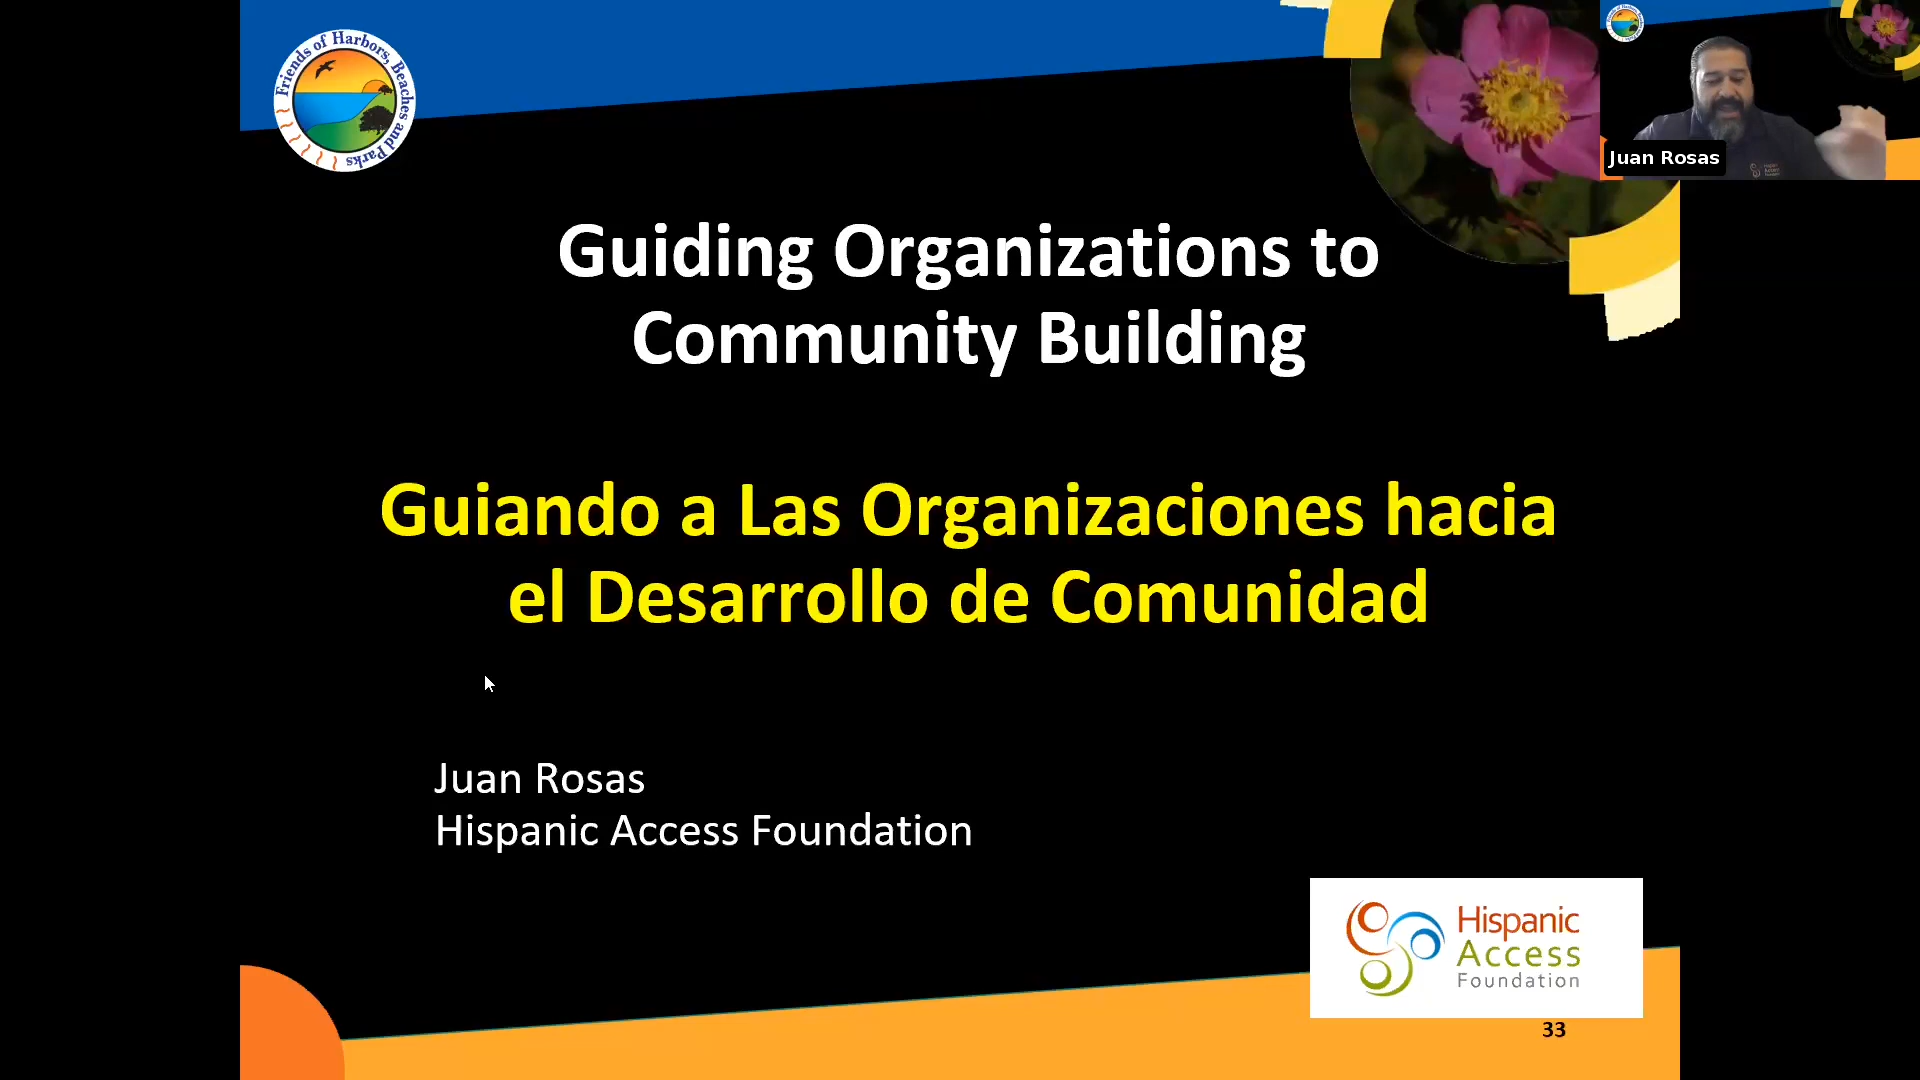 Friends of Harbors, Beaches and Parks
Juan Rosas
Guiding Organizations to
Community Building
Guiando a Las Organizaciones hacia
el Desarrollo de Comunidad
Juan Rosas
Hispanic Access Foundation
Hispanic
Access
Foundation
33